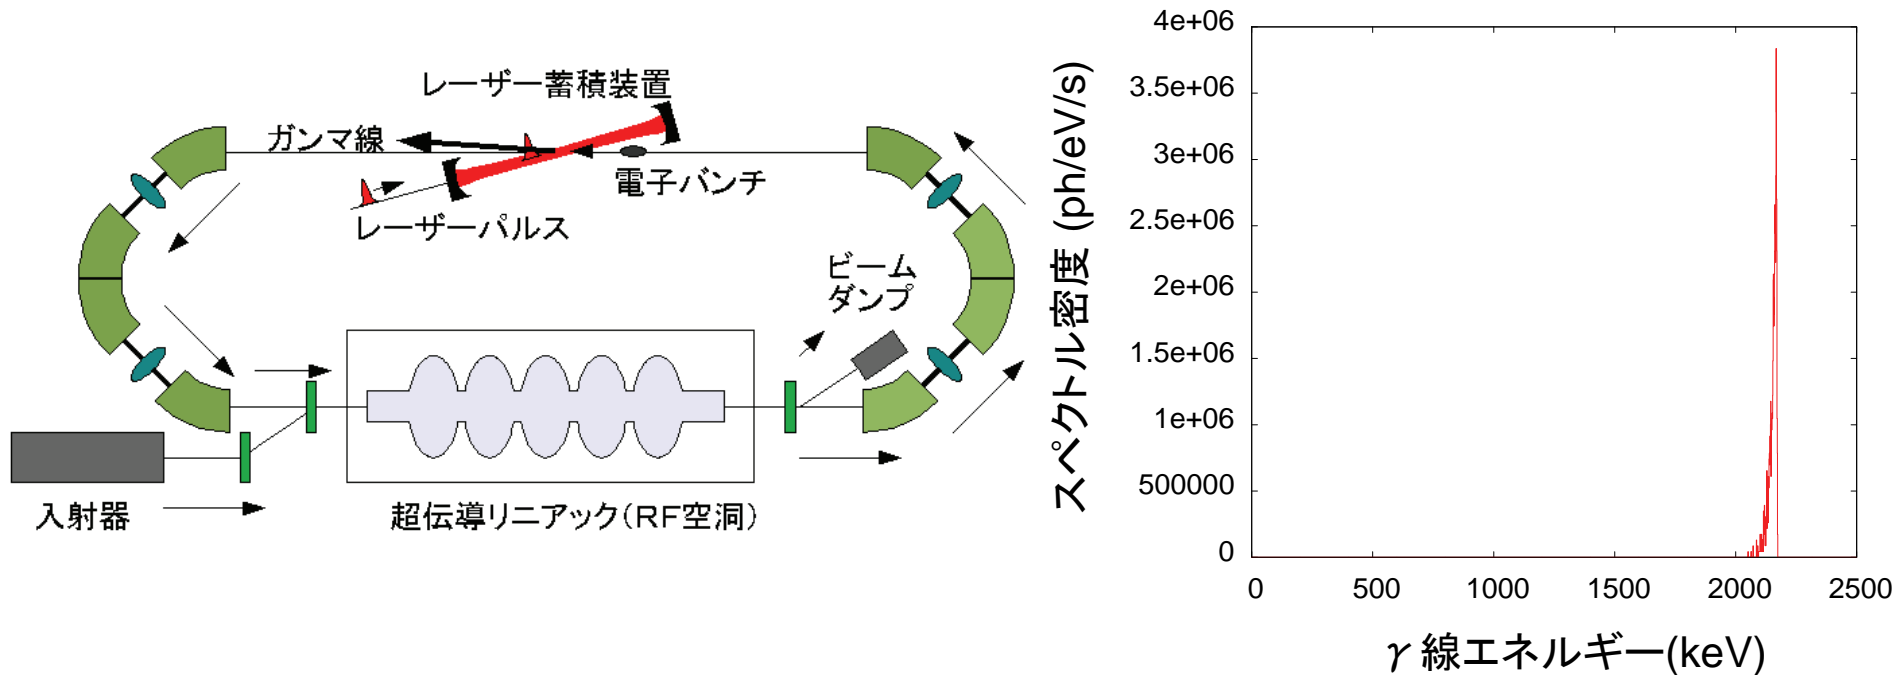 レーザー蓄積装置
ガンマ線
電子バンチ
レーザーパルス
ビーム
ダンプ
入射器
超伝導リニアック(RF空洞)
スペクトル密度 (ph/eV/s)
4e+06
3.5e+06
3e+06
2.5e+06
2e+06
1.5e+06
1e+06
500000
0
0 500 1000 1500 2000 2500
γ線エネルギー(keV)